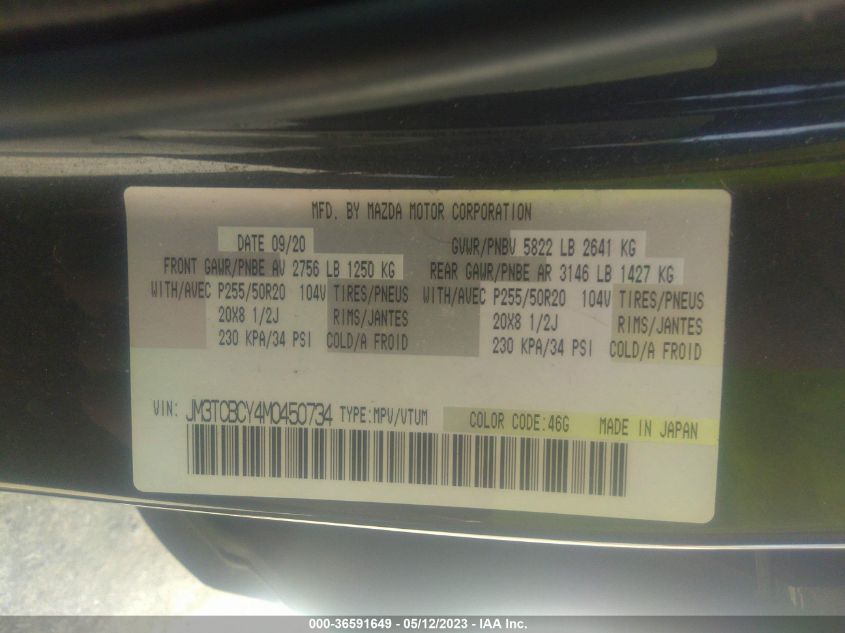 MFD. BY MAZDA MOTOR CORPORATION
DATE 09/20 GVWR/PNBV 5822 LB 2641 KG
FRONT GAWR/PNBE AV 2756 LB 1250 KG REAR GAWR/PNBE AR 3146 LB 1427 KG
WITH/AVEC P255/50R20 104V TIRES/PNEUS WITH/AVEC P255/50R20 104V TIRES/PNEUS
20X8 1/2J RIMS/JANTES 20X8 1/2J RIMS/JANTES
230 KPA/34 PSI COLD/A FROID 230 KPA/34 PSI COLD/A FROID
VIN: JM3TCBCY4M0450734 TYPE:MPV/VTUM COLOR CODE:46G MADE IN JAPAN
000-36591649 - 05/12/2023 - IAA Inc.